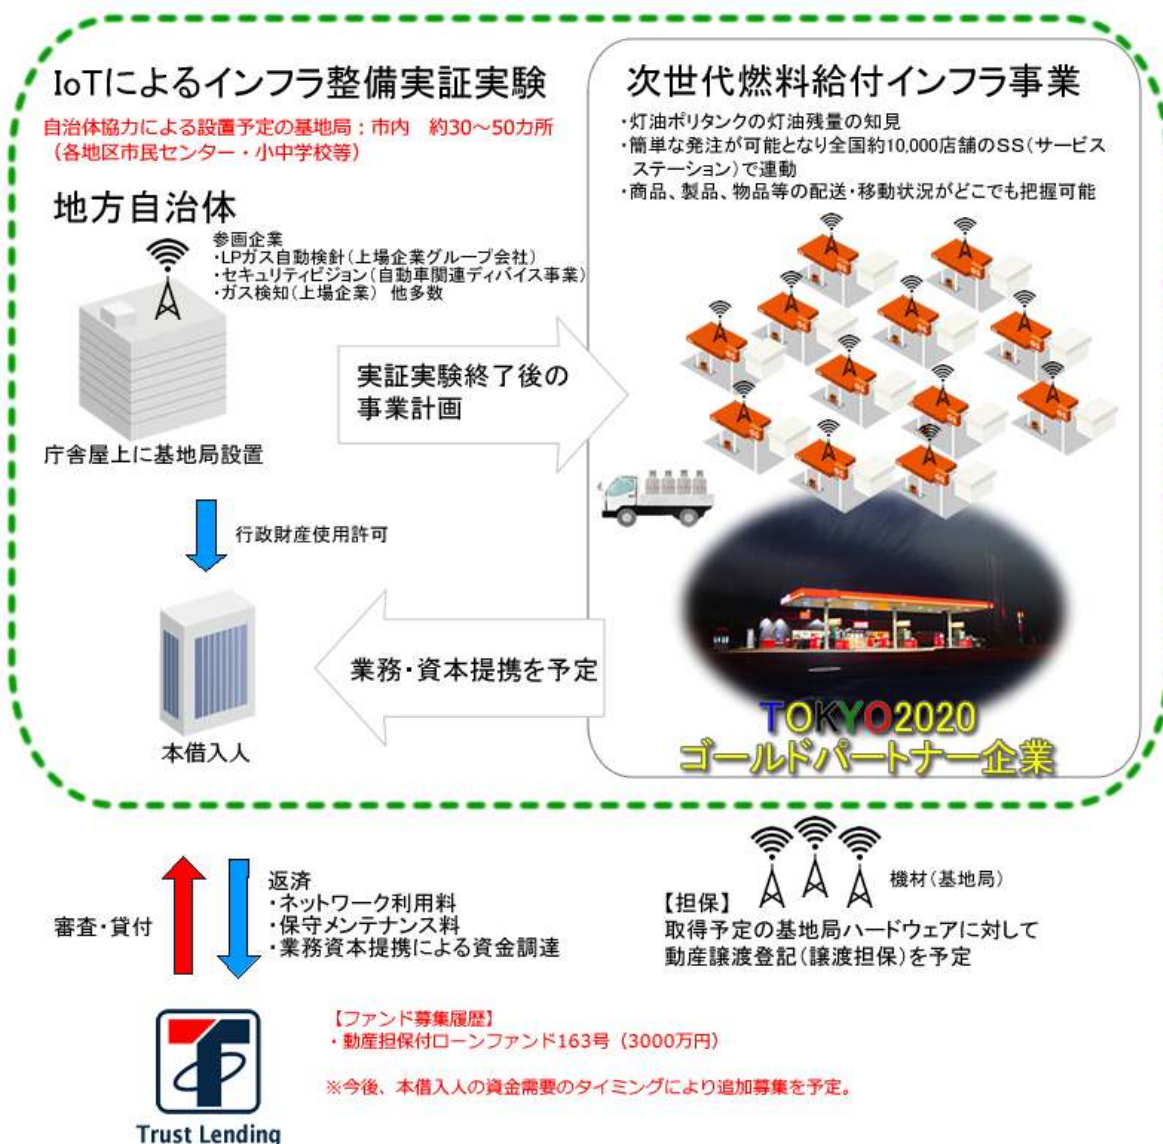 IoTによるインフラ整備実証実験
自治体協力による設置予定の基地局：市内　約30～50カ所
（各地区市民センター・小中学校等）
地方自治体
参画企業
・LPガス自動検針（上場企業グループ会社）
・セキュリティビジョン（自動車関連ディバイス事業）
・ガス検知（上場企業）　他多数
庁舎屋上に基地局設置
実証実験終了後の
事業計画
次世代燃料給付インフラ事業
・灯油ポリタンクの灯油残量の知見
・簡単な発注が可能となり全国約10,000店舗のSS（サービス
ステーション）で連動
・商品、製品、物品等の配送・移動状況がどこでも把握可能
行政財産使用許可
業務・資本提携を予定
本借入人
TOKYO2020
ゴールドパートナー企業
審査・貸付
返済
・ネットワーク利用料
・保守メンテナンス料
・業務資本提携による資金調達
機材（基地局）
【担保】
取得予定の基地局ハードウェアに対して
動産譲渡登記（譲渡担保）を予定
【ファンド募集履歴】
・動産担保付ローンファンド163号（3000万円）
※今後、本借入人の資金需要のタイミングにより追加募集を予定。
Trust Lending